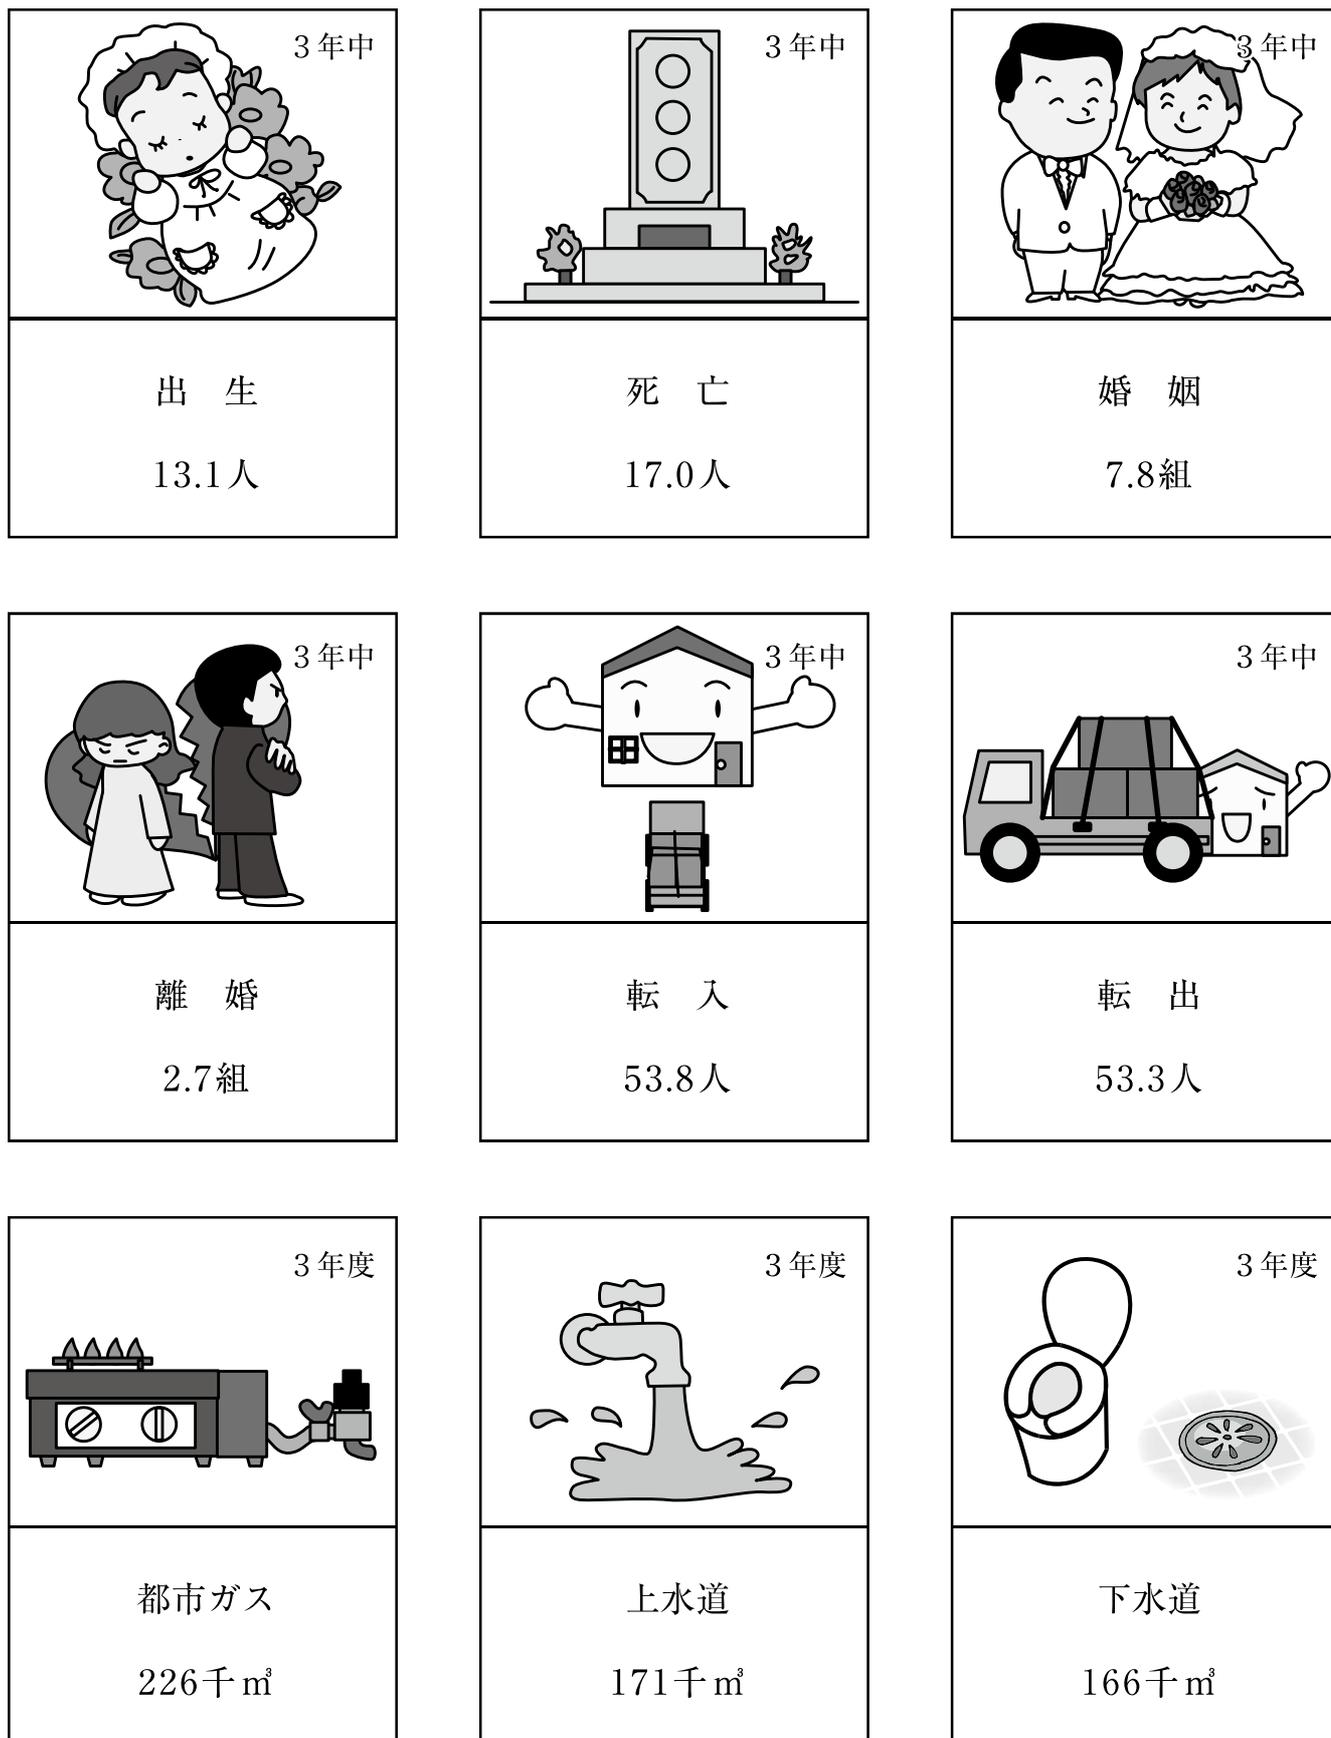 3年中
出 生
13.1人
3年中
死 亡
17.0人
3年中
婚 姻
7.8組
3年中
離 婚
2.7組
3年中
転 入
53.8人
3年中
転 出
53.3人
3年度
都市ガス
226千㎥
3年度
上水道
171千㎥
3年度
下水道
166千㎥